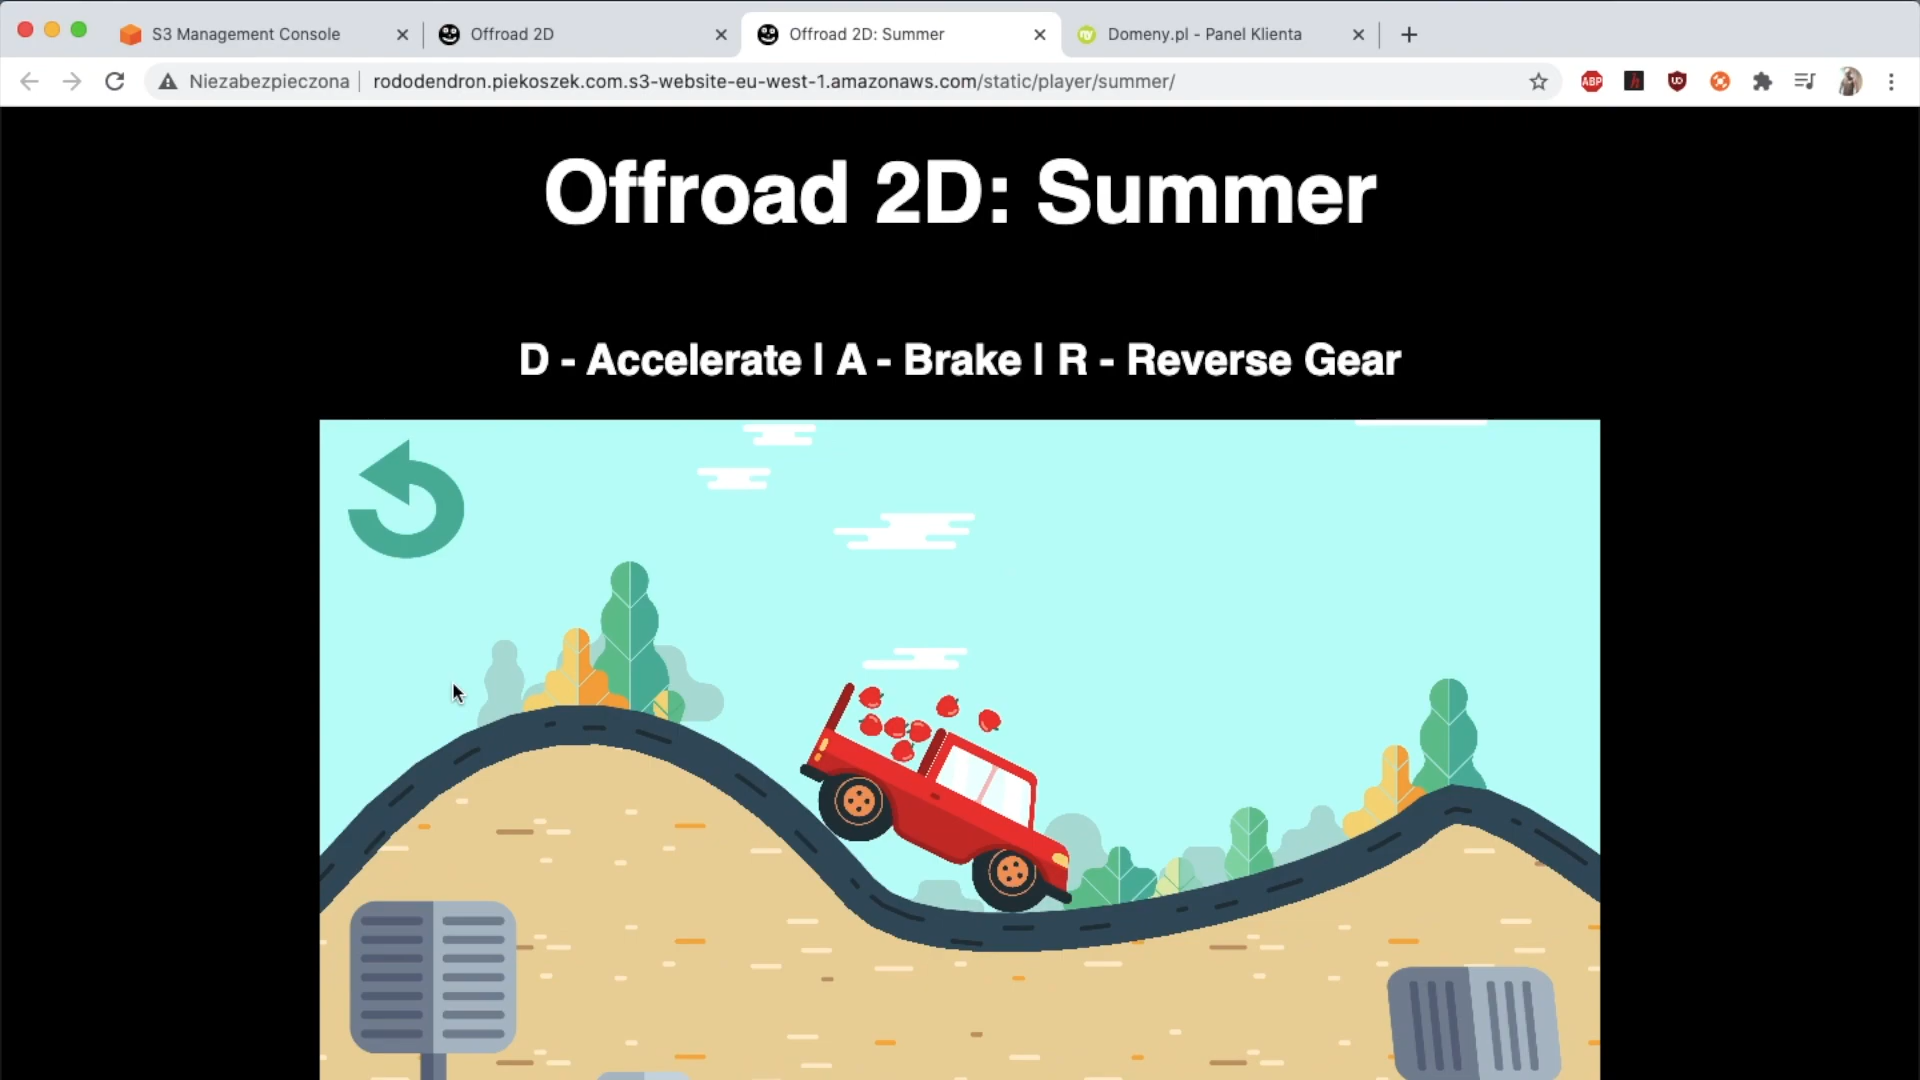 S3 Management Console
Offroad 2D
Offroad 2D: Summer
Domeny.pl - Panel Klienta
Niezabezpieczona
rododendron.piekoszek.com.s3-website-eu-west-1.amazonaws.com/static/player/summer/
ABP
Offroad 2D: Summer
D - Accelerate | A - Brake | R - Reverse Gear